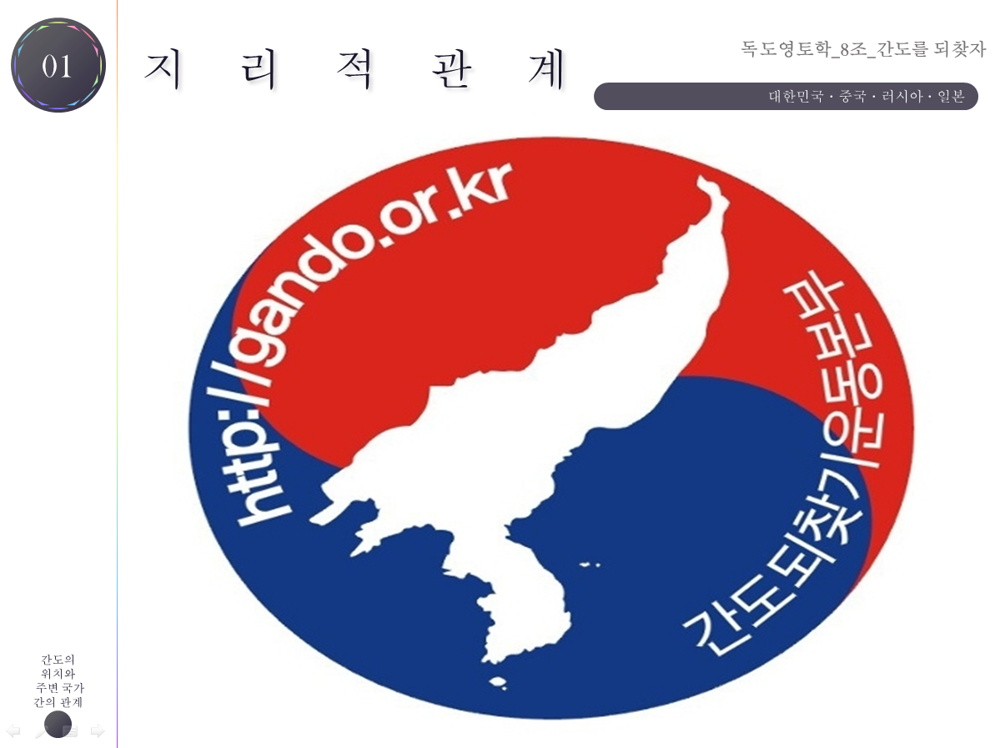 01
지 리 적 관 계
독도영토학_8조_간도를 되찾자
대한민국 · 중국 · 러시아 · 일본
http://gando.or.kr
간도되찾기운동본부
간도의
위치와
주변 국가
간의 관계